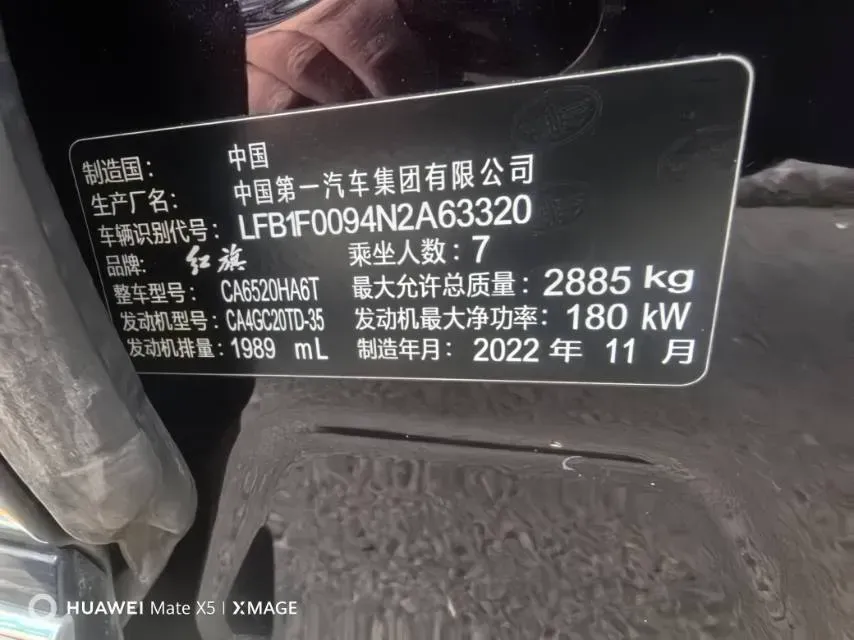 制造国： 中国
生产厂名： 中国第一汽车集团有限公司
车辆识别代号： LFB1F0094N2A63320
品牌： 红旗 乘坐人数：7
整车型号： CA6520HA6T 最大允许总质量：2885 kg
发动机型号：CA4GC20TD-35 发动机最大净功率：180 kW
发动机排量：1989 mL 制造年月：2022 年 11 月
HUAWEI Mate X5 | XMAGE